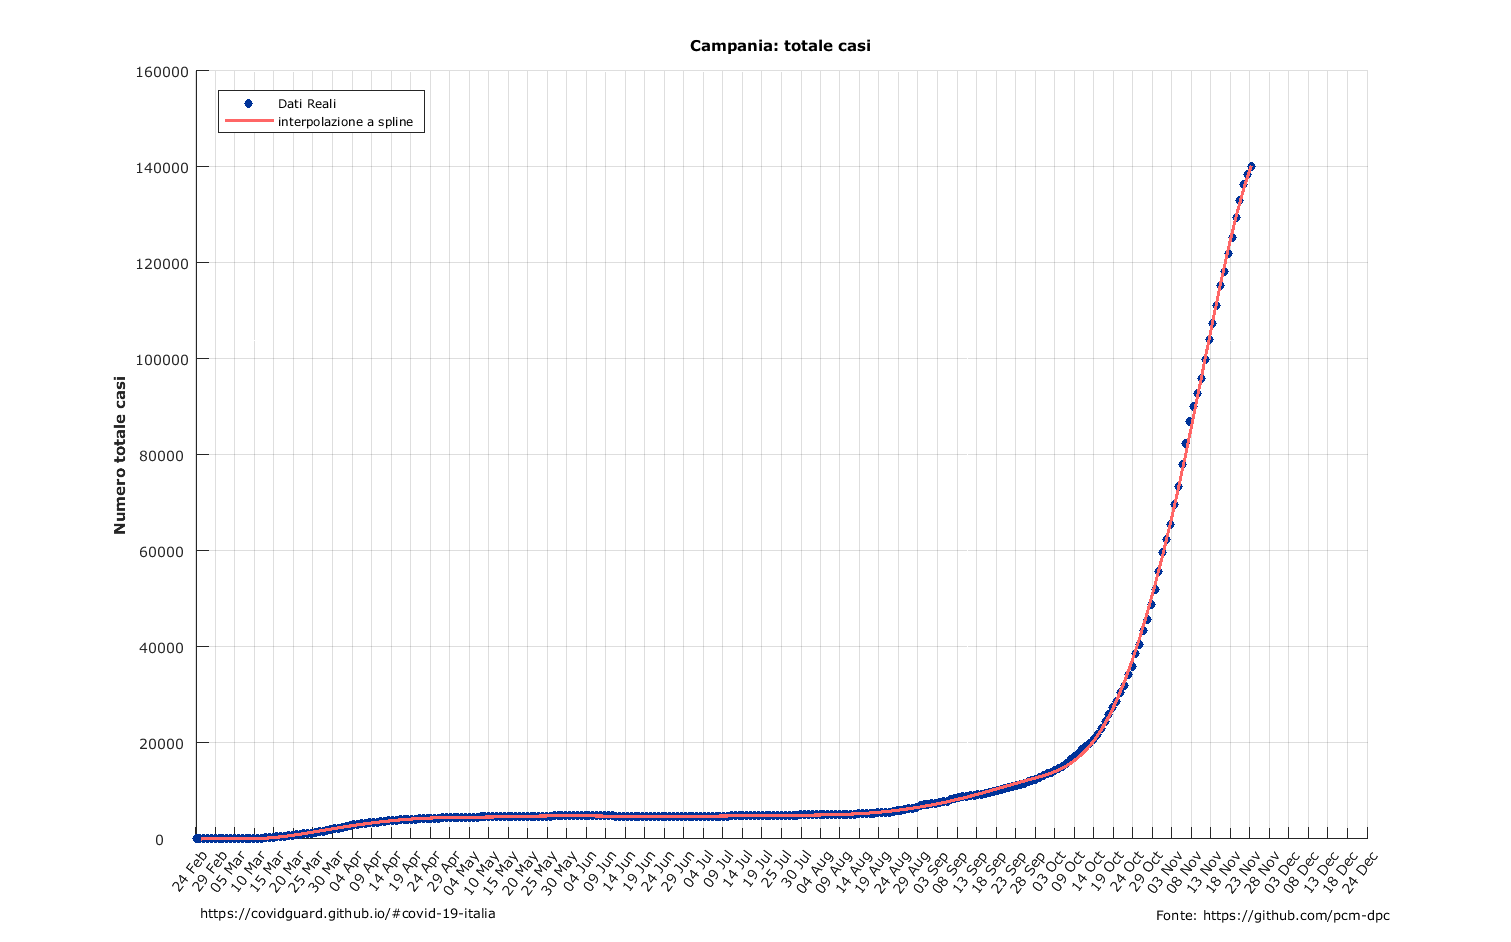 Campania: totale casi
160000
140000
120000
100000
80000
60000
40000
20000
0
Numero totale casi
Dati Reali
interpolazione a spline
24 Feb
29 Feb
05 Mar
10 Mar
15 Mar
20 Mar
25 Mar
30 Mar
04 Apr
09 Apr
14 Apr
19 Apr
24 Apr
29 Apr
04 May
10 May
15 May
20 May
25 May
30 May
04 Jun
09 Jun
14 Jun
19 Jun
24 Jun
29 Jun
04 Jul
09 Jul
14 Jul
19 Jul
25 Jul
30 Jul
04 Aug
09 Aug
14 Aug
19 Aug
24 Aug
29 Aug
03 Sep
08 Sep
13 Sep
18 Sep
23 Sep
28 Sep
03 Oct
09 Oct
14 Oct
19 Oct
24 Oct
29 Oct
03 Nov
08 Nov
13 Nov
18 Nov
23 Nov
28 Nov
03 Dec
08 Dec
13 Dec
18 Dec
24 Dec
https://covidguard.github.io/#covid-19-italia
Fonte: https://github.com/pcm-dpc